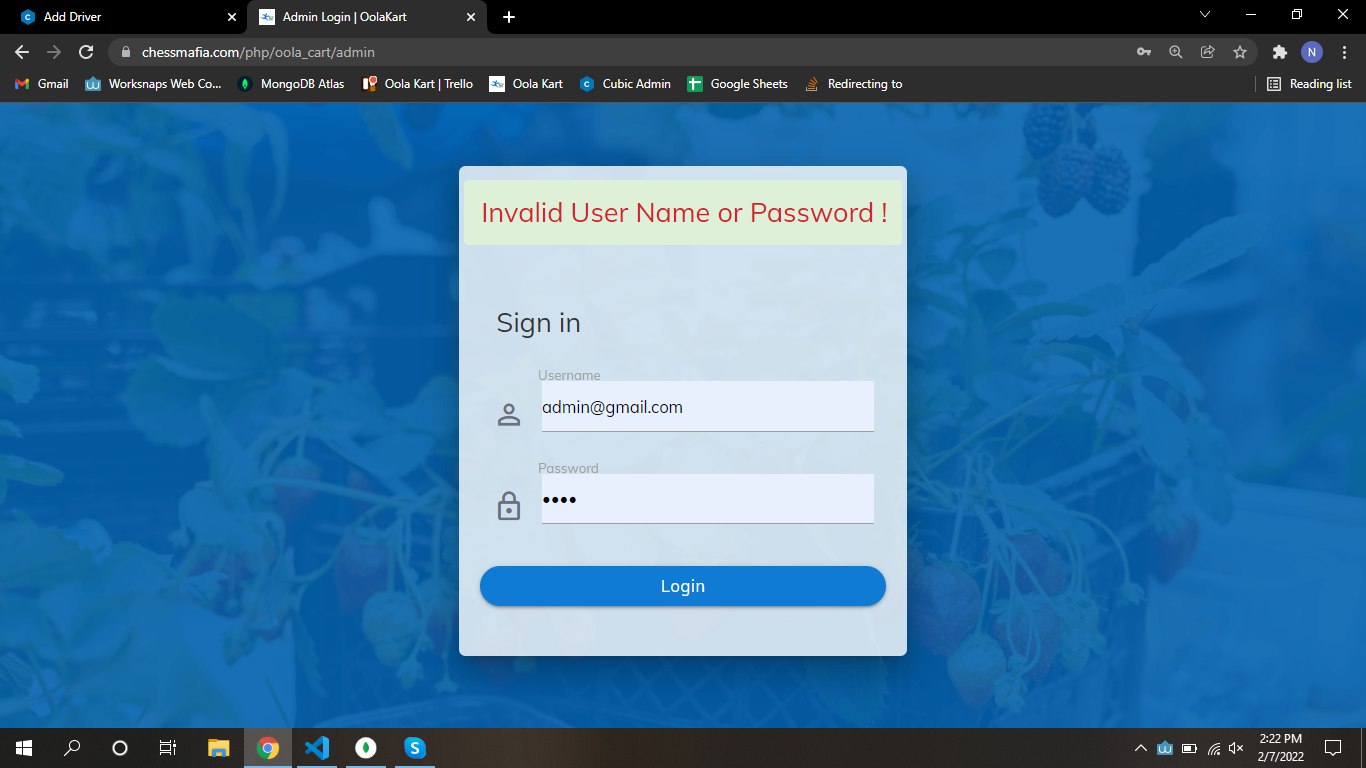 Add Driver
Admin Login | OolaKart
chessmafia.com/php/oola_cart/admin
N
Gmail
Worksnaps Web Co...
MongoDB Atlas
Oola Kart | Trello
Oola Kart
Cubic Admin
Google Sheets
Redirecting to
Reading list
Invalid User Name or Password !
Sign in
Username
admin@gmail.com
Password
••••
Login
2:22 PM
2/7/2022